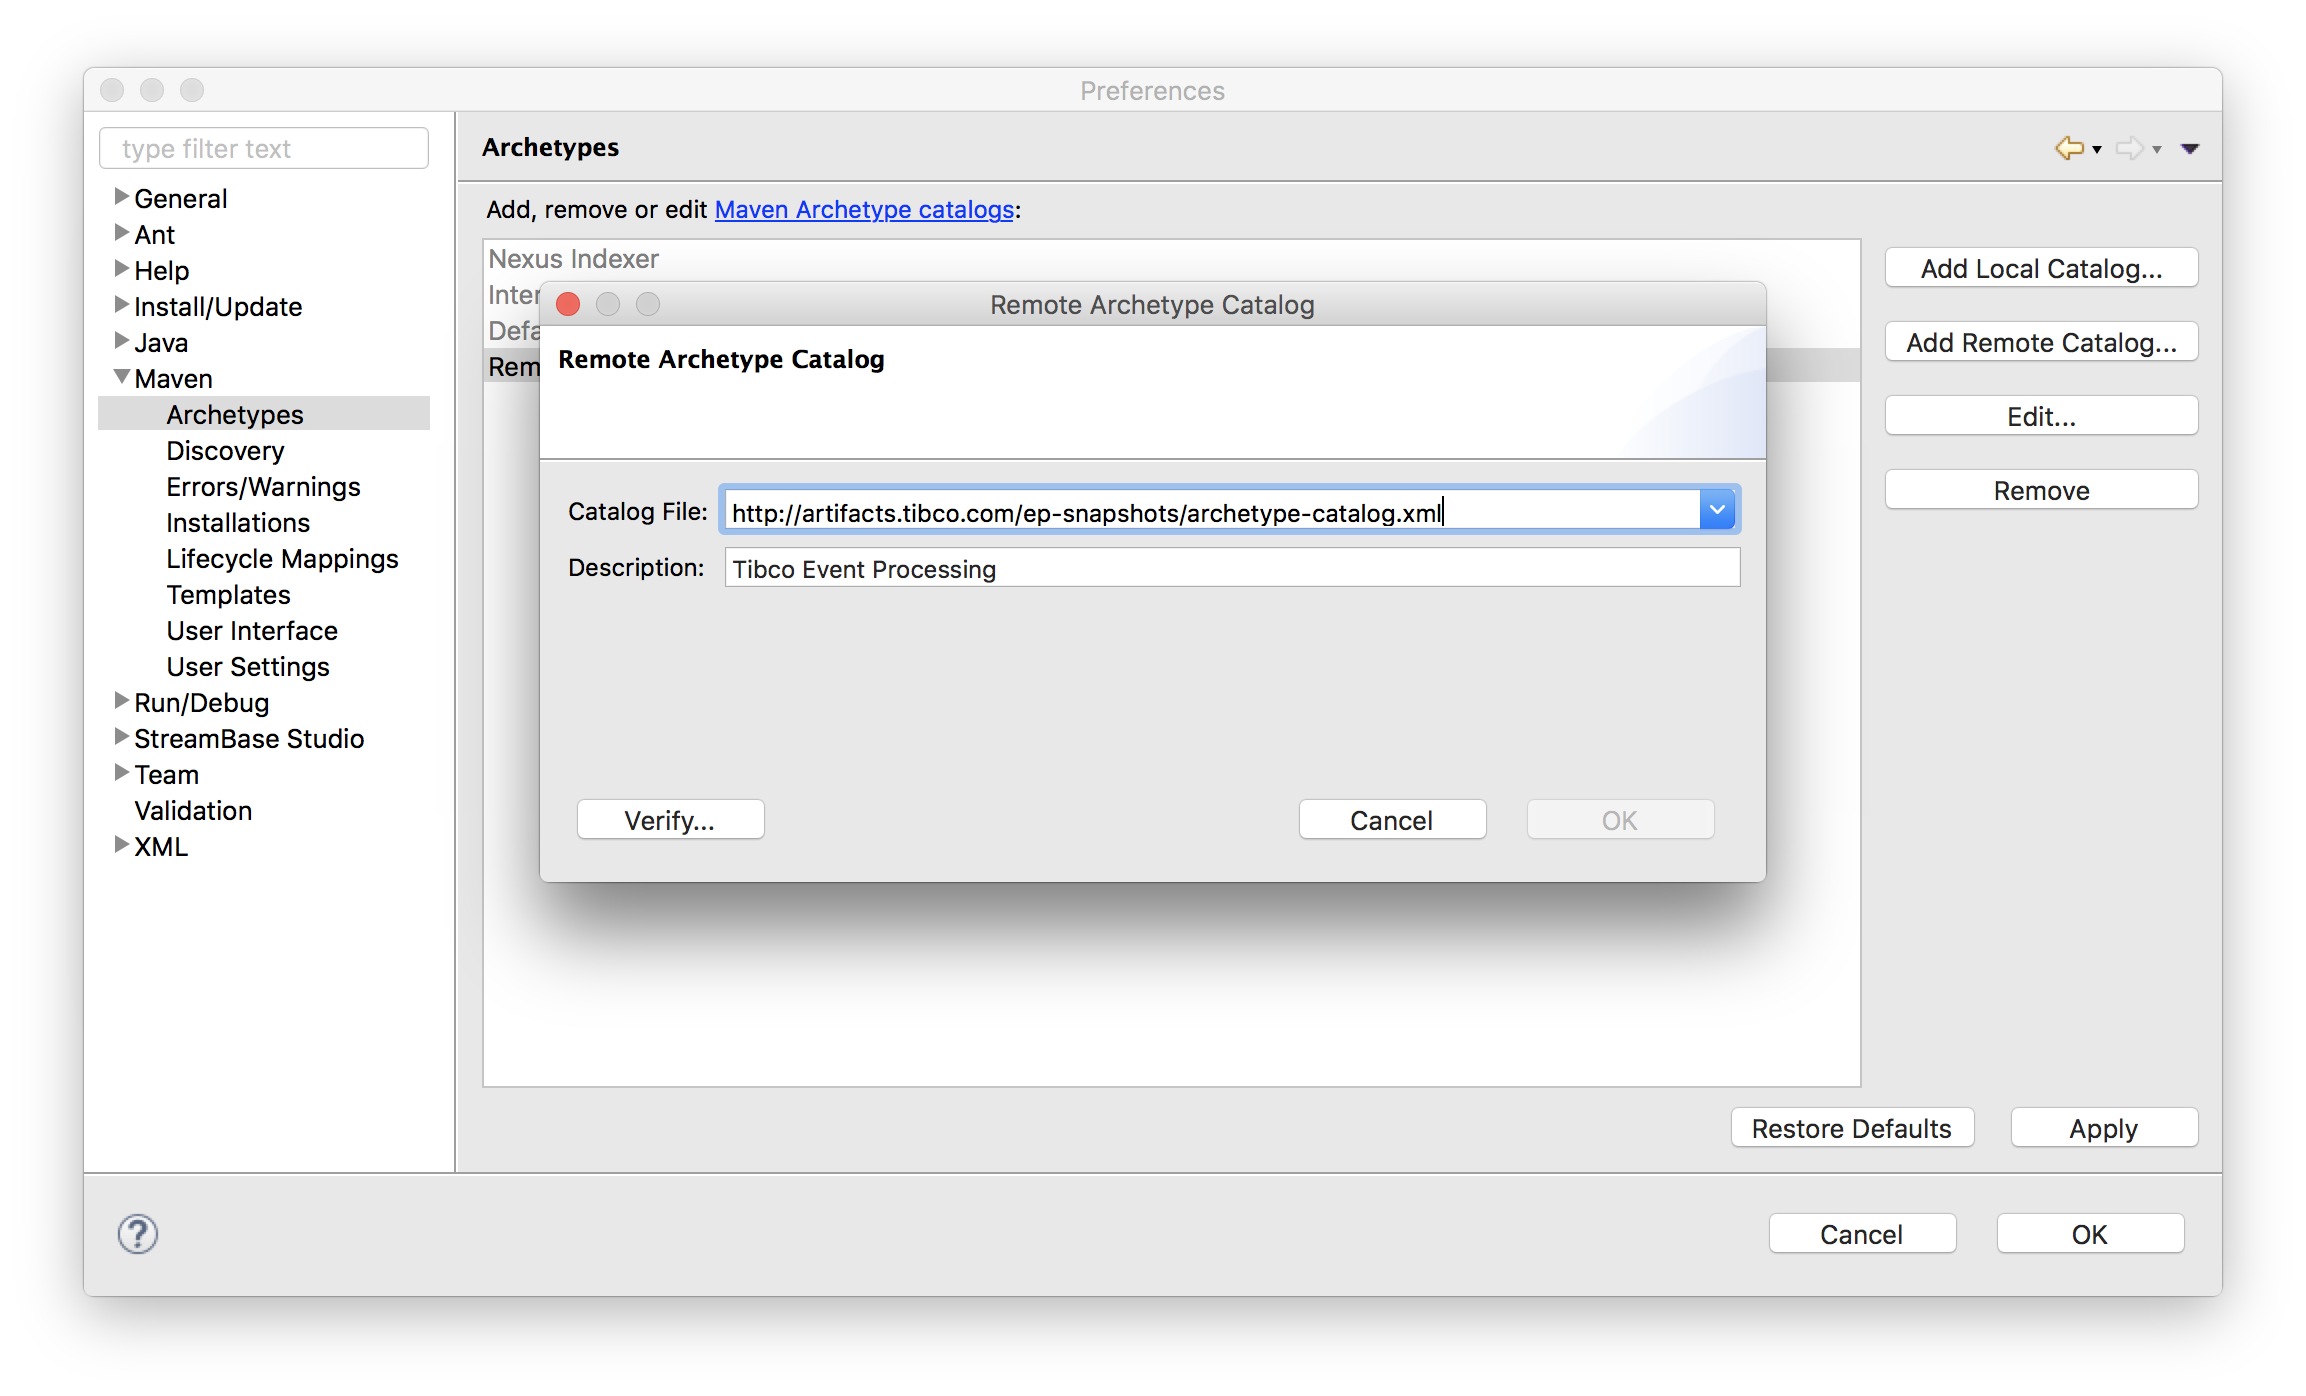 Preferences
type filter text
General
Ant
Help
Install/Update
Java
Maven
Archetypes
Discovery
Errors/Warnings
Installations
Lifecycle Mappings
Templates
User Interface
User Settings
Run/Debug
StreamBase Studio
Team
Validation
XML
Archetypes
Add, remove or edit Maven Archetype catalogs:
Nexus Indexer
Inter
Defa
Rem
Add Local Catalog...
Add Remote Catalog...
Edit...
Remove
Remote Archetype Catalog
Remote Archetype Catalog
Catalog File: http://artifacts.tibco.com/ep-snapshots/archetype-catalog.xml
Description: Tibco Event Processing
Verify...
Cancel
OK
Restore Defaults
Apply
?
Cancel
OK